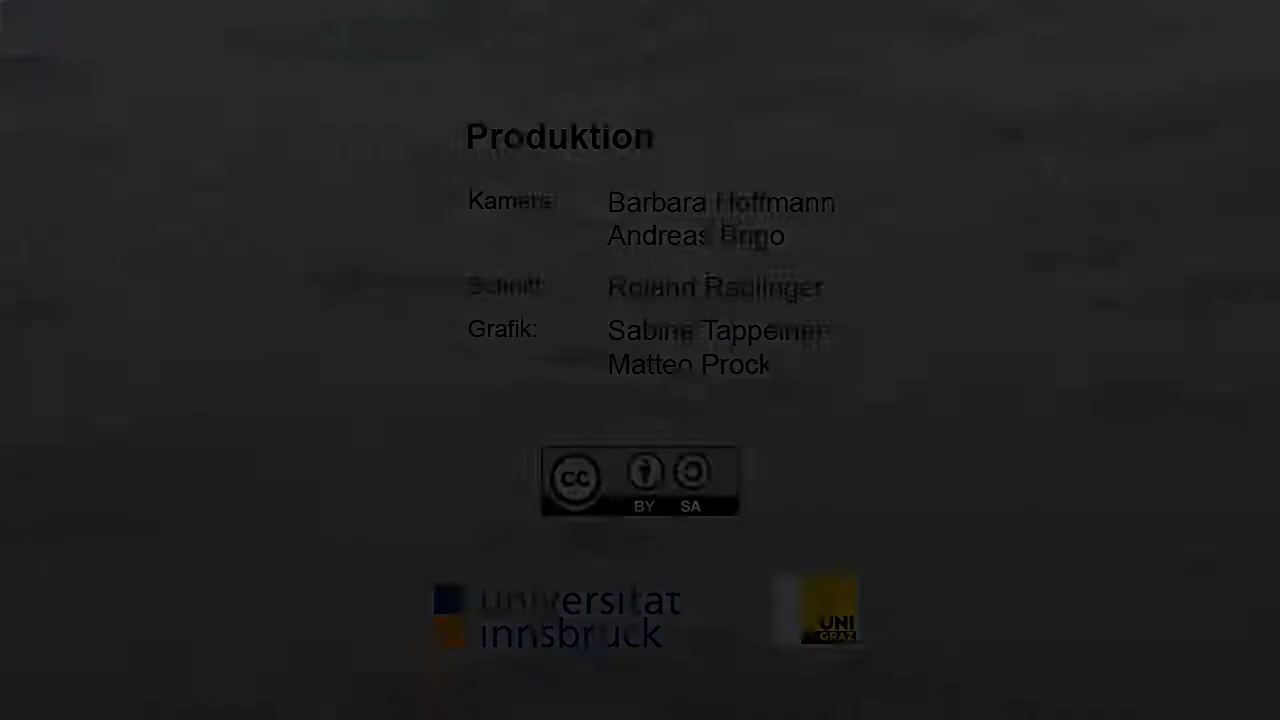 Produktion
Kamera: Barbara Hoffmann
Andreas Brigo
Schnitt: Roland Radlinger
Grafik: Sabine Tappeiner
Matteo Prock
cc
BY SA
universität
innsbruck
UNI
GRAZ